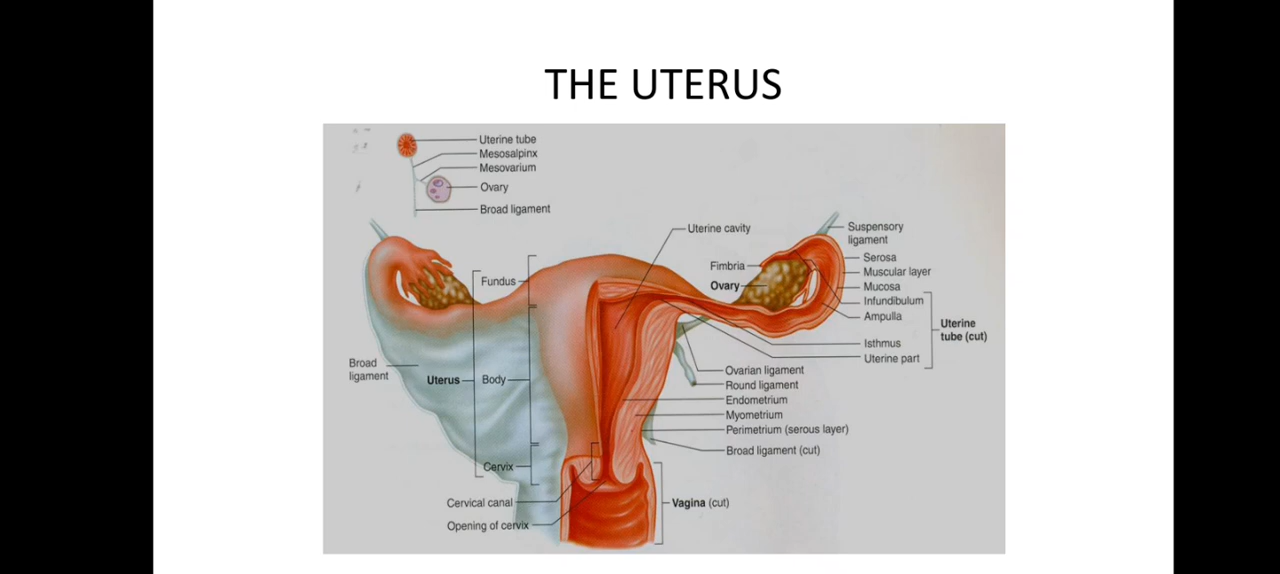 THE UTERUS
Uterine tube
Mesosalpinx
Mesovarium
Ovary
Broad ligament
Uterine cavity
Suspensory
ligament
Fimbria
Serosa
Muscular layer
Ovary
Mucosa
Infundibulum
Ampulla
Uterine
tube (cut)
Isthmus
Uterine part
Fundus
Broad
ligament
Uterus
Body
Ovarian ligament
Round ligament
Endometrium
Myometrium
Perimetrium (serous layer)
Broad ligament (cut)
Cervix
Cervical canal
Vagina (cut)
Opening of cervix